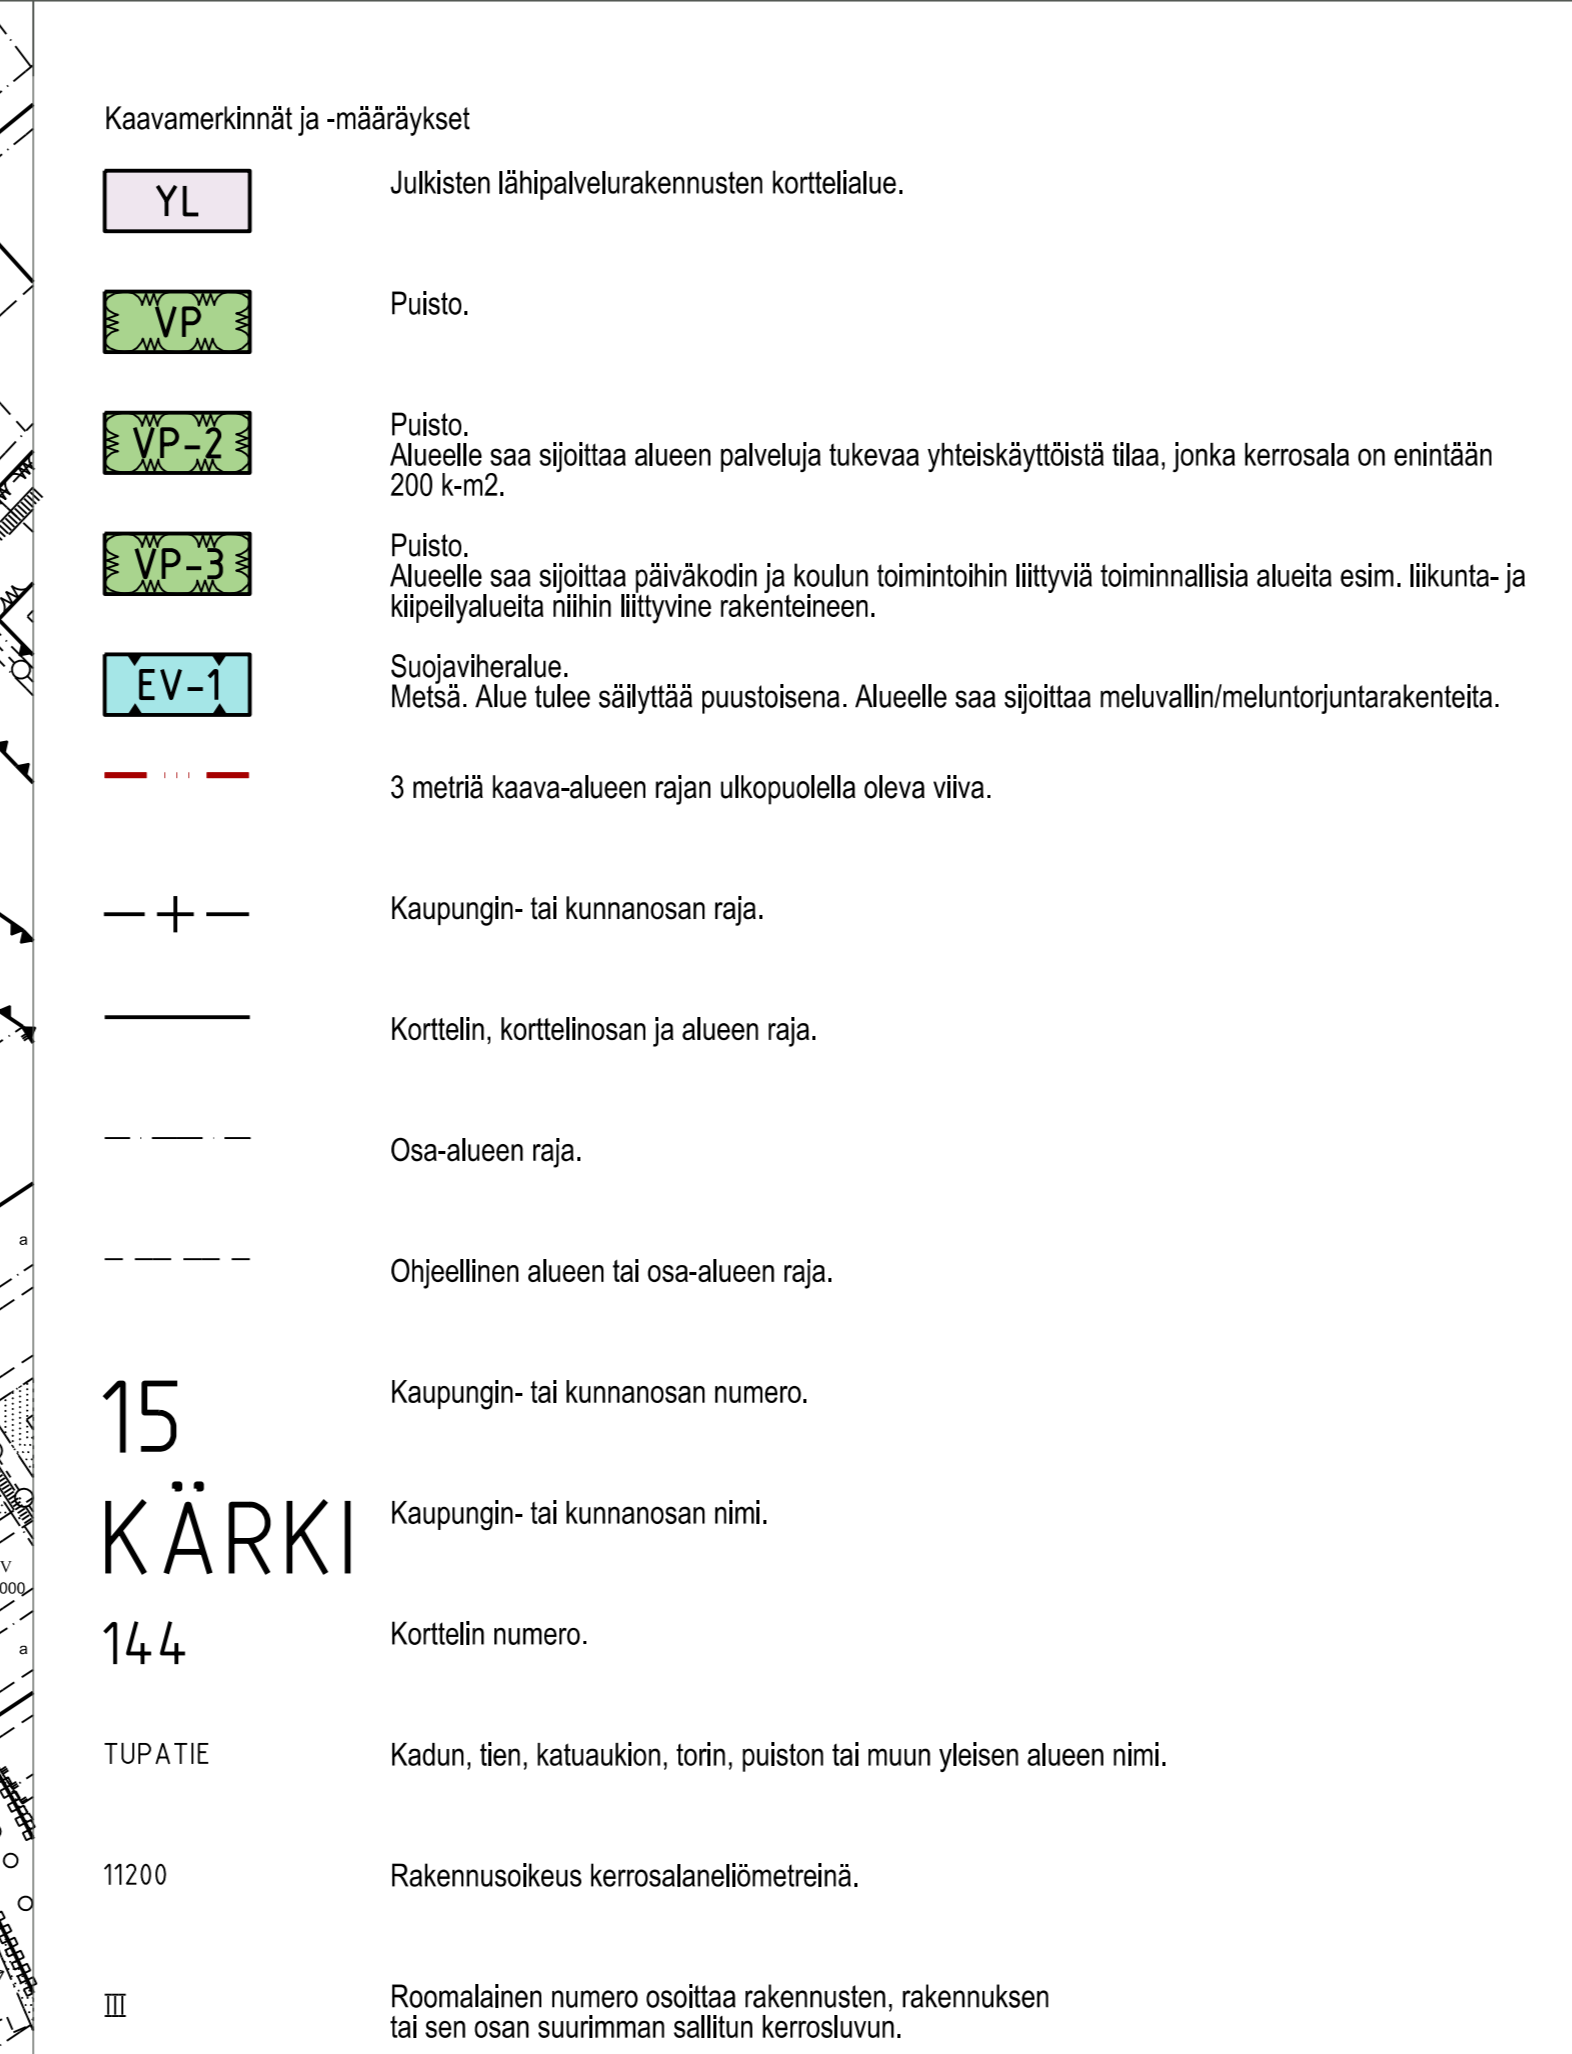 Kaavamerkinnät ja -määräykset
YL
Julkisten lähipalvelurakennusten korttelialue.
VP
Puisto.
VP-2
Puisto.
Alueelle saa sijoittaa alueen palveluja tukevaa yhteiskäyttöistä tilaa, jonka kerrosala on enintään
200 k-m2.
VP-3
Puisto.
Alueelle saa sijoittaa päiväkodin ja koulun toimintoihin liittyviä toiminnallisia alueita esim. liikunta- ja
kiipeilyalueita niihin liittyvine rakenteineen.
EV-1
Suojaviheralue.
Metsä. Alue tulee säilyttää puustoisena. Alueelle saa sijoittaa meluvallin/meluntorjuntarakenteita.
3 metriä kaava-alueen rajan ulkopuolella oleva viiva.
Kaupungin- tai kunnanosan raja.
Korttelin, korttelinosan ja alueen raja.
Osa-alueen raja.
a
Ohjeellinen alueen tai osa-alueen raja.
15
Kaupungin- tai kunnanosan numero.
KÄRKI
Kaupungin- tai kunnanosan nimi.
V
000
144
Korttelin numero.
a
TUPATIE
Kadun, tien, katuaukion, torin, puiston tai muun yleisen alueen nimi.
11200
Rakennusoikeus kerrosalaneliömetreinä.
III
Roomalainen numero osoittaa rakennusten, rakennuksen
tai sen osan suurimman sallitun kerrosluvun.